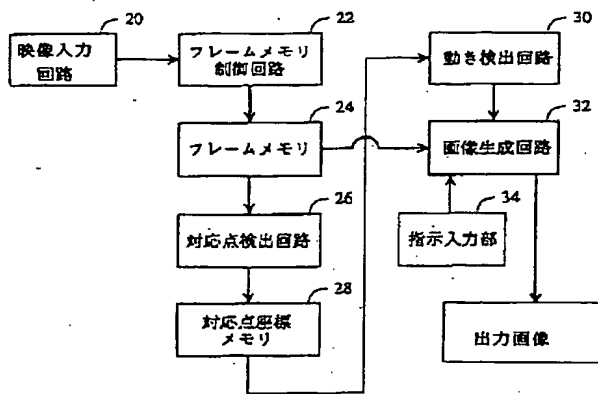 20
映像入力
回路
22
フレームメモリ
制御回路
24
フレームメモリ
26
対応点検出回路
28
対応点座標
メモリ
30
動き検出回路
32
画像生成回路
34
指示入力部
出力画像